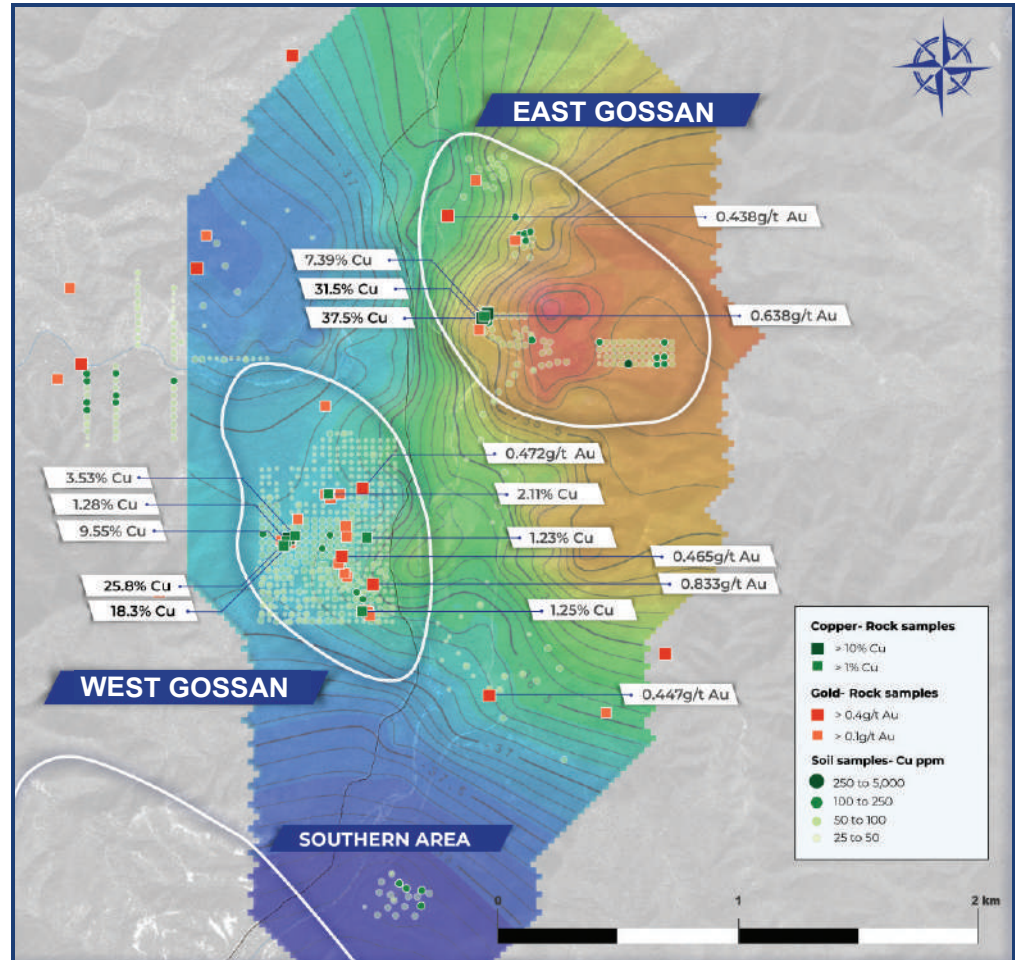 EAST GOSSAN
0.438g/t Au
7.39% Cu
31.5% Cu
37.5% Cu
0.638g/t Au
0.472g/t Au
3.53% Cu
2.11% Cu
1.28% Cu
9.55% Cu
1.23% Cu
0.465g/t Au
25.8% Cu
0.833g/t Au
18.3% Cu
1.25% Cu
WEST GOSSAN
0.447g/t Au
Copper- Rock samples
> 10% Cu
> 1% Cu
Gold- Rock samples
> 0.4g/t Au
> 0.1g/t Au
Soil samples- Cu ppm
250 to 5,000
100 to 250
50 to 100
25 to 50
SOUTHERN AREA
0 1 2 km